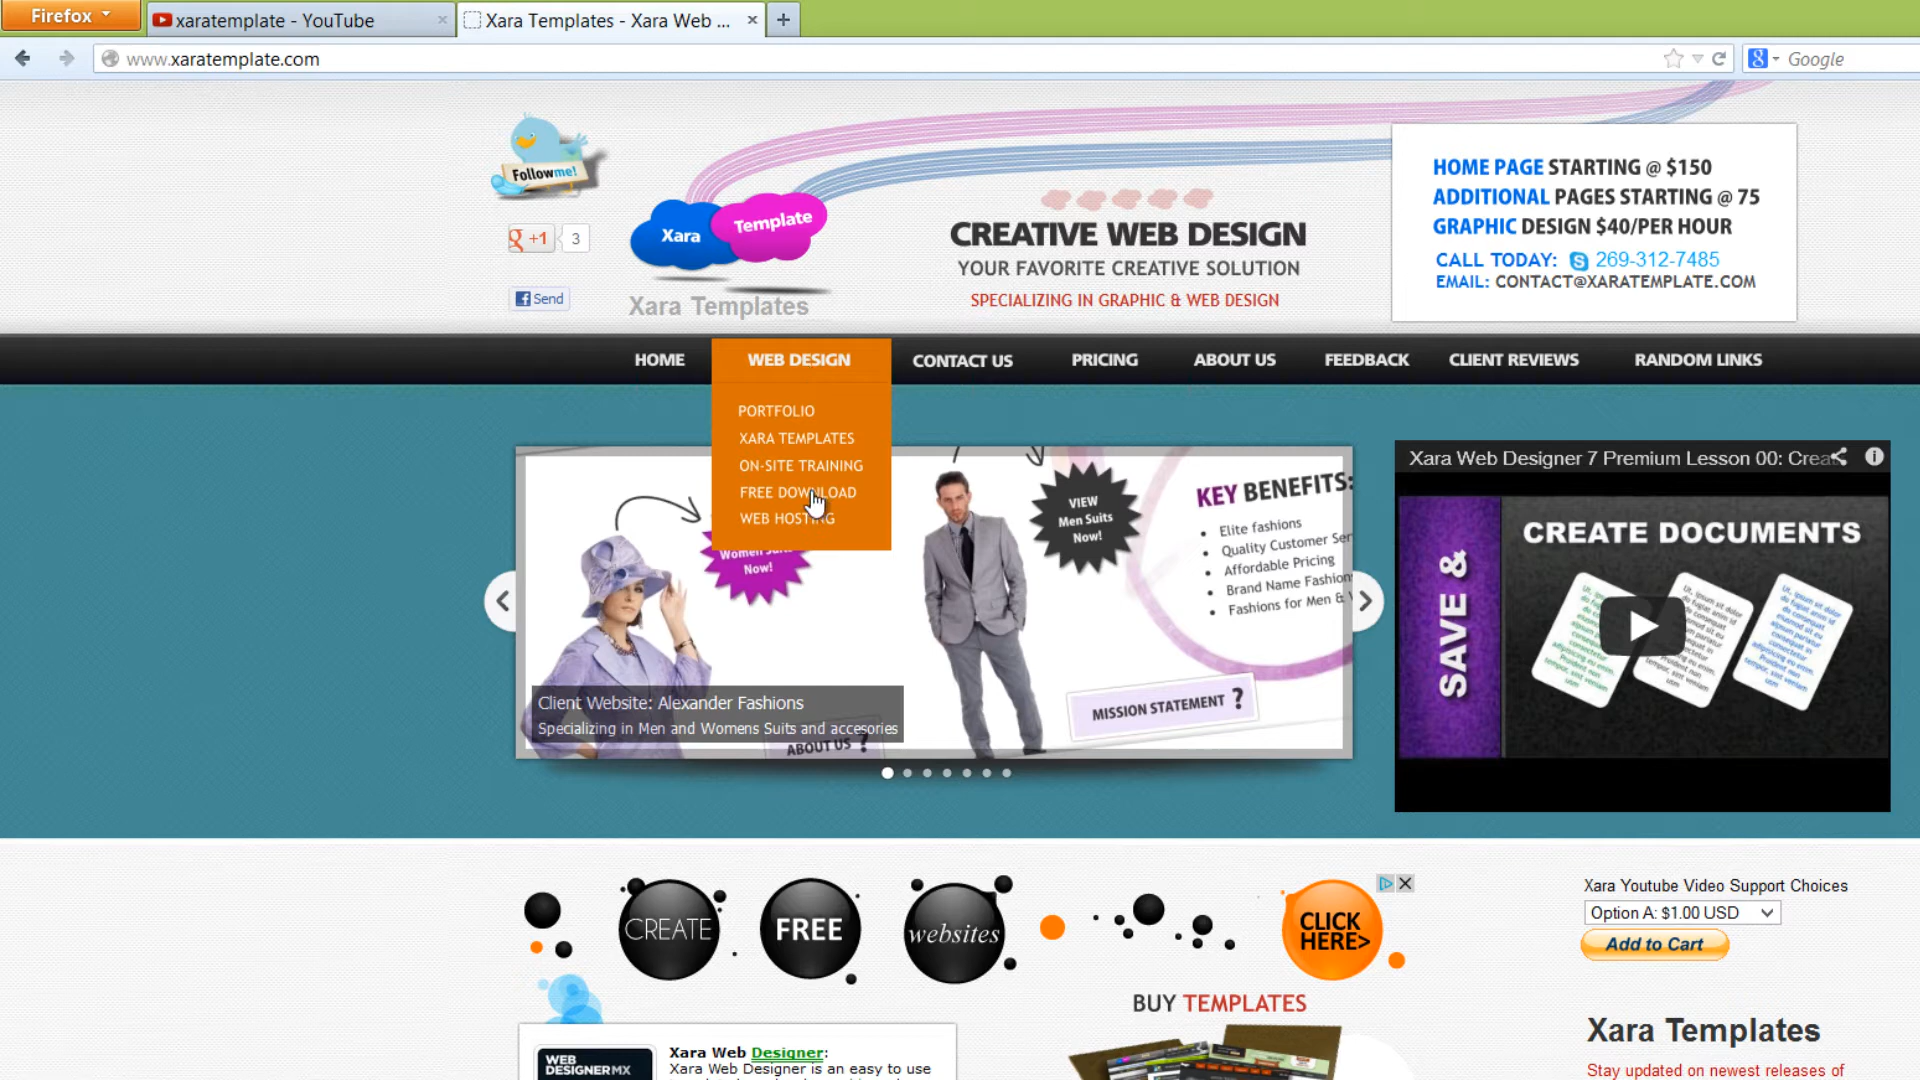 Firefox
xaratemplate - YouTube
Xara Templates - Xara Web ...
www.xaratemplate.com
Google
Followme!
+1
3
Send
Xara
Template
Xara Templates
CREATIVE WEB DESIGN
YOUR FAVORITE CREATIVE SOLUTION
SPECIALIZING IN GRAPHIC & WEB DESIGN
HOME PAGE STARTING @ $150
ADDITIONAL PAGES STARTING @ 75
GRAPHIC DESIGN $40/PER HOUR
CALL TODAY: 269-312-7485
EMAIL: CONTACT@XARATEMPLATE.COM
HOME
WEB DESIGN
CONTACT US
PRICING
ABOUT US
FEEDBACK
CLIENT REVIEWS
RANDOM LINKS
PORTFOLIO
XARA TEMPLATES
ON-SITE TRAINING
FREE DOWNLOAD
WEB HOSTING
Women Suits
Now!
VIEW
Men Suits
Now!
KEY BENEFITS:
• Elite fashions
• Quality Customer Ser
• Affordable Pricing
• Brand Name Fashion
• Fashions for Men &
MISSION STATEMENT ?
ABOUT US ?
Client Website: Alexander Fashions
Specializing in Men and Womens Suits and accesories
Xara Web Designer 7 Premium Lesson 00: Crea
SAVE &
CREATE DOCUMENTS
CREATE
FREE
websites
CLICK
HERE>
Xara Youtube Video Support Choices
Option A: $1.00 USD
Add to Cart
BUY TEMPLATES
Xara Templates
Stay updated on newest releases of
WEB
DESIGNERMX
Xara Web Designer:
Xara Web Designer is an easy to use